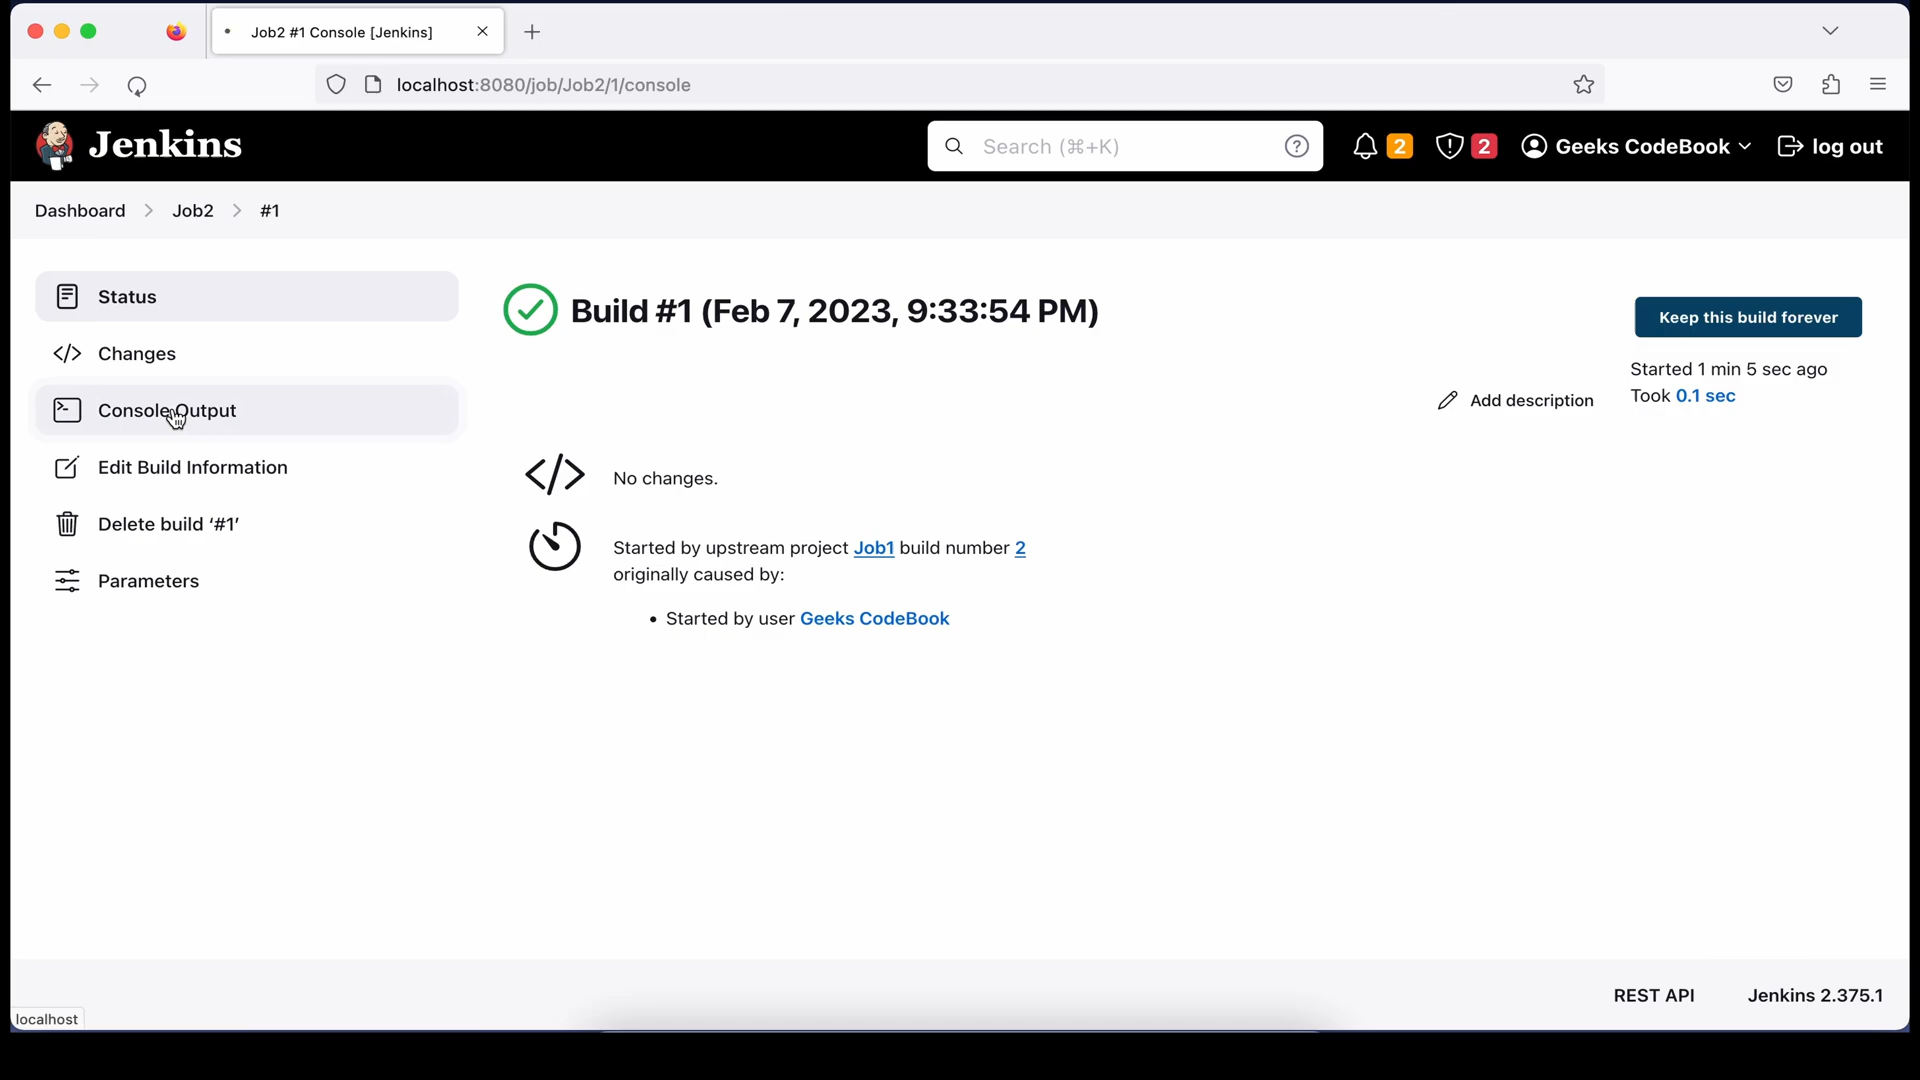 Job2 #1 Console [Jenkins]
localhost:8080/job/Job2/1/console
Jenkins
Search (⌘+K)
2
2
Geeks CodeBook
log out
Dashboard
Job2
#1
Status
Changes
Console Output
Edit Build Information
Delete build ‘#1’
Parameters
Build #1 (Feb 7, 2023, 9:33:54 PM)
Keep this build forever
Started 1 min 5 sec ago
Took 0.1 sec
Add description
No changes.
Started by upstream project Job1 build number 2
originally caused by:
• Started by user Geeks CodeBook
REST API
Jenkins 2.375.1
localhost